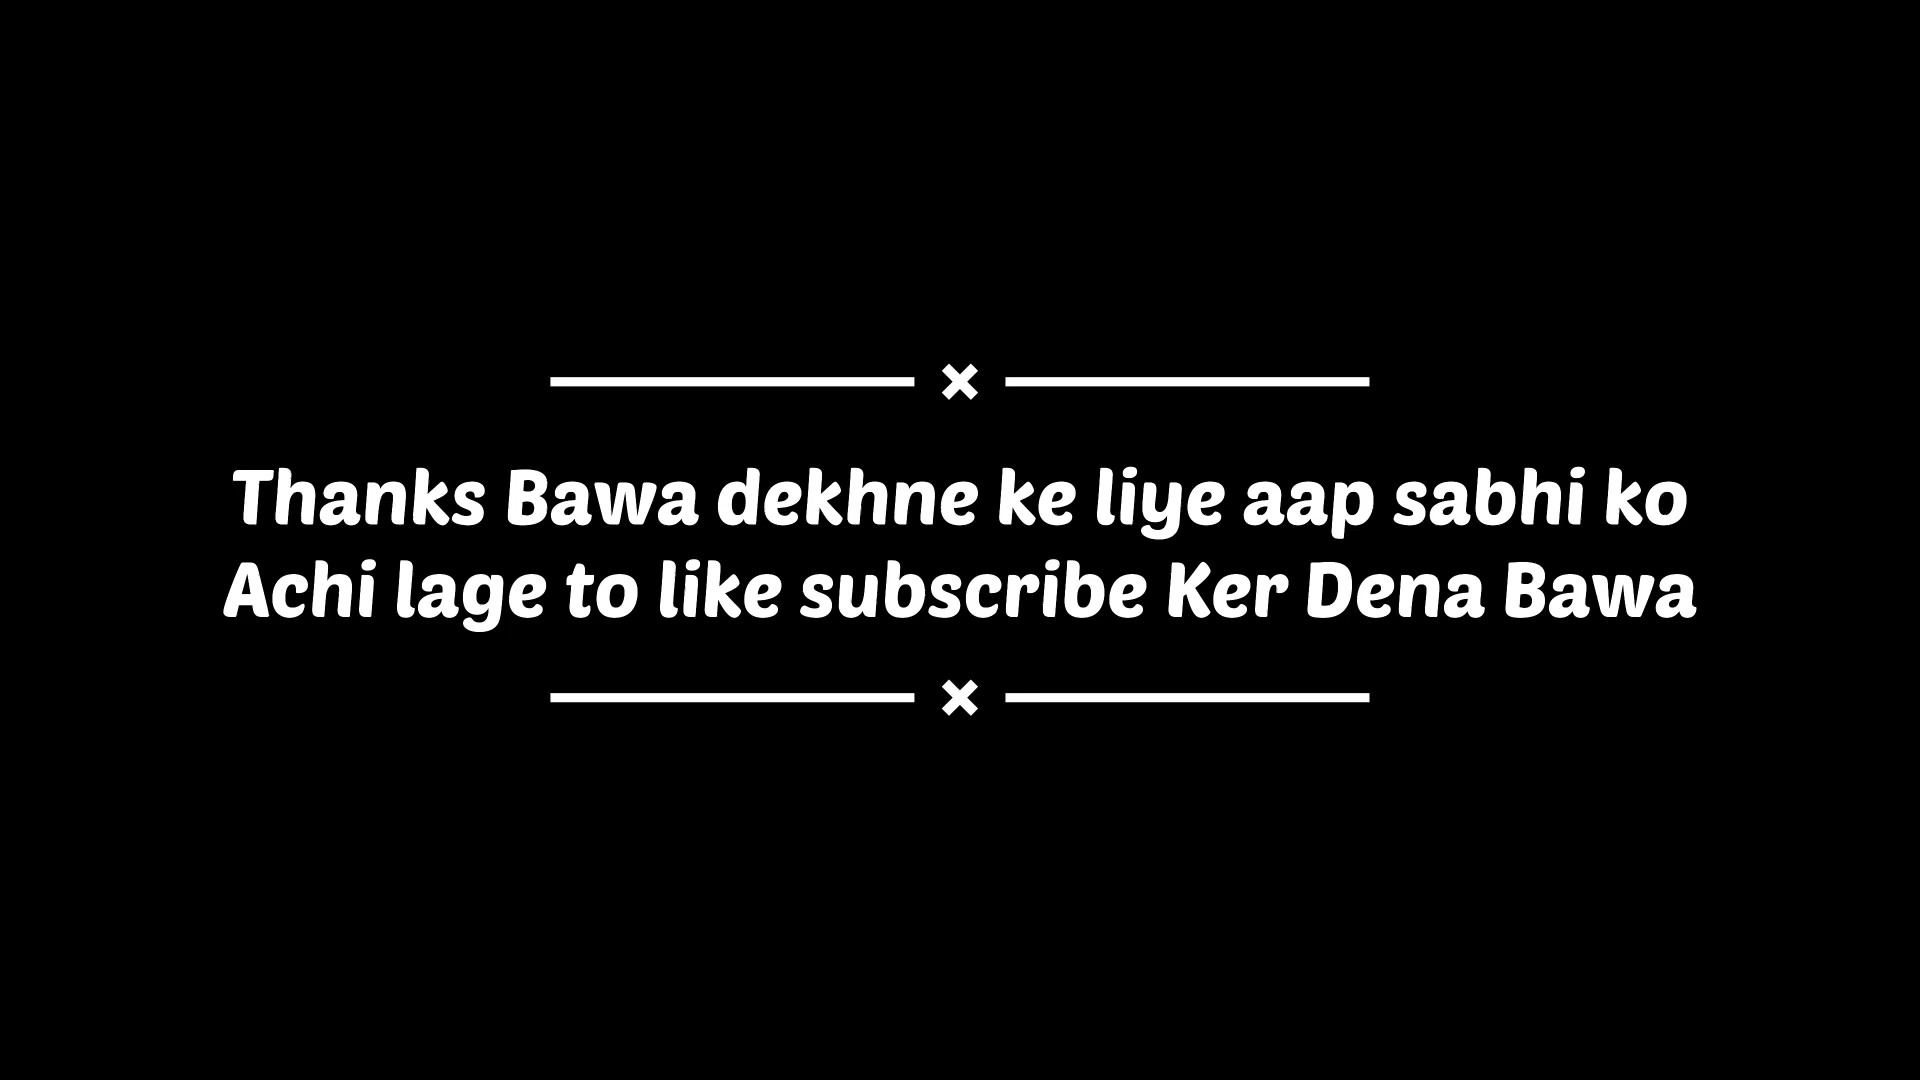 Thanks Bawa dekhne ke liye aap sabhi ko
Achi lage to like subscribe Ker Dena Bawa